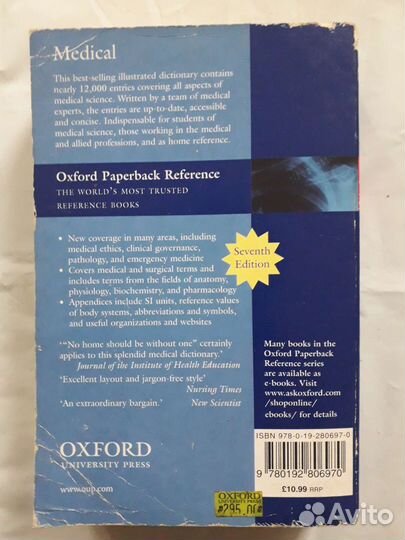 Medical
This best-selling illustrated dictionary contains
nearly 12,000 entries covering all aspects
of medical science. Written by a team of medical
experts, the entries are up-to-date, accessible
and concise. Indispensable for students of
medical science, those working in the medical
and allied professions, and as home reference.
Oxford Paperback Reference
THE WORLD'S MOST TRUSTED
REFERENCE BOOKS
• New coverage in many areas, including
medical ethics, clinical governance,
pathology, and emergency medicine
• Covers medical and surgical terms and
includes terms from the fields of anatomy,
physiology, biochemistry, and pharmacology
• Appendices include SI units, reference values
of body systems, abbreviations and symbols,
and useful organizations and websites
Seventh
Edition
'"No home should be without one" certainly
applies to this splendid medical dictionary.'
Journal of the Institute of Health Education
'Excellent layout and jargon-free style'
Nursing Times
'An extraordinary bargain.' New Scientist
Many books in the
Oxford Paperback
Reference series
are available as
e-books. Visit
www.askoxford.com
/shoponline/
ebooks/ for details
OXFORD
UNIVERSITY PRESS
www.oup.com
ISBN 978-0-19-280697-0
9 780192 806970
£10.99 RRP
OXFORD
UNIVERSITY PRESS
Avito